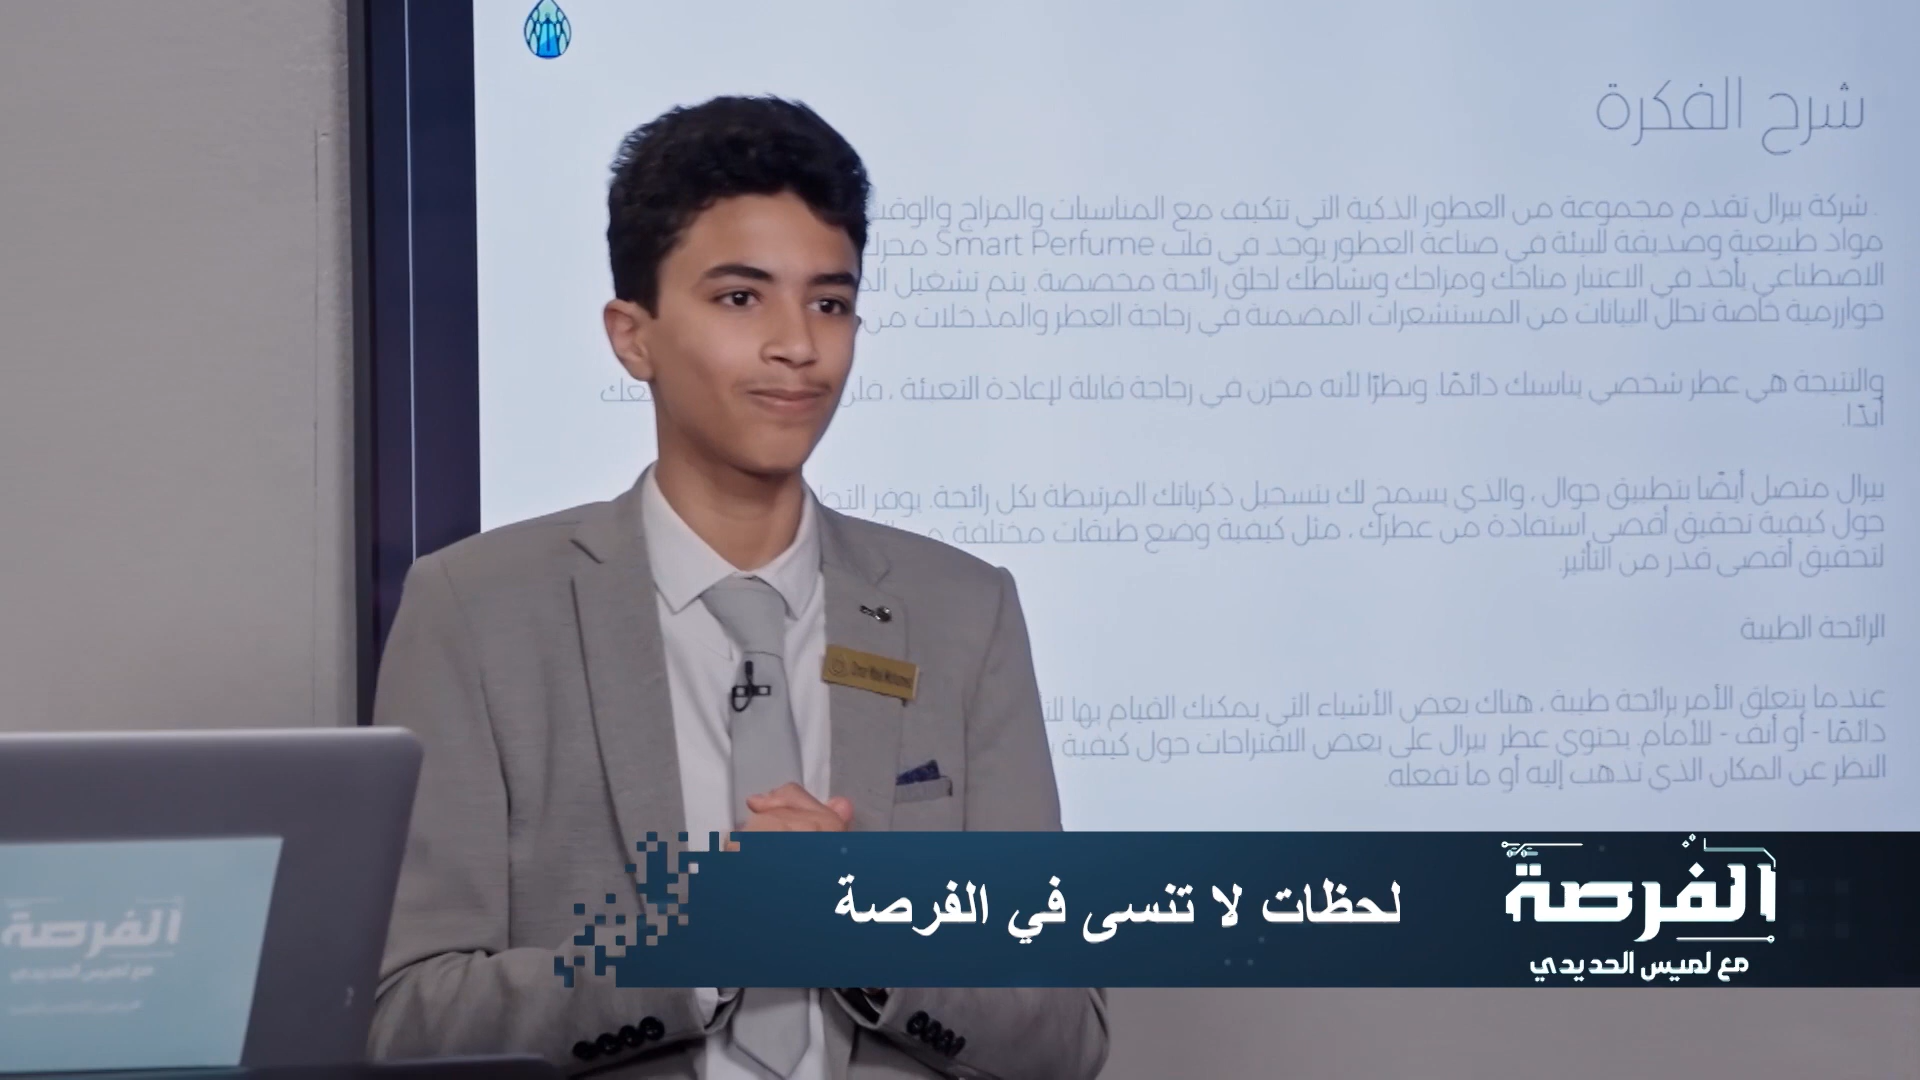 شرح الفكرة
. شركة بيرال تقدم مجموعة من العطور الذكية التي تتكيف مع المناسبات والمزاج والوقت
مواد طبيعية وصديقة للبيئة في صناعة العطور يوجد في قلب Smart Perfume محرك
الاصطناعي يأخذ في الاعتبار مناخك ومزاجك ونشاطك لخلق رائحة مخصصة. يتم تشغيل
خوارزمية خاصة تحلل البيانات من المستشعرات المضمنة في زجاجة العطر والمدخلات من
والنتيجة هي عطر شخصي يناسبك دائمًا. ونظرًا لأنه مخزن في زجاجة قابلة لإعادة التعبئة ،
أبدًا.
بيرال متصل أيضًا بتطبيق جوال ، والذي يسمح لك بتسجيل ذكرياتك المرتبطة بكل رائحة. يوفر
حول كيفية تحقيق أقصى استفادة من عطرك ، مثل كيفية وضع طبقات مختلفة
لتحقيق أقصى قدر من التأثير.
الرائحة الطيبة
عندما يتعلق الأمر برائحة طيبة ، هناك بعض الأشياء التي يمكنك القيام بها
دائمًا - أو أنف - للأمام. يحتوي عطر بيرال على بعض الاقتراحات حول كيفية
النظر عن المكان الذي تذهب إليه أو ما تفعله.
Omar Mohamed
لحظات لا تنسى في الفرصة
الفرصة
مع لميس الحديدي
الفرصة
مع لميس الحديدي